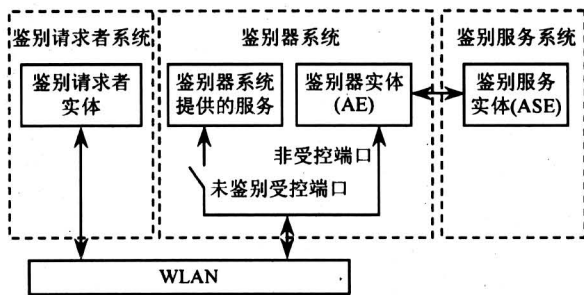 鉴别请求者系统
鉴别器系统
鉴别服务系统
鉴别请求者
实体
鉴别器系统
提供的服务
鉴别器实体
(AE)
鉴别服务
实体(ASE)
非受控端口
未鉴别受控端口
WLAN